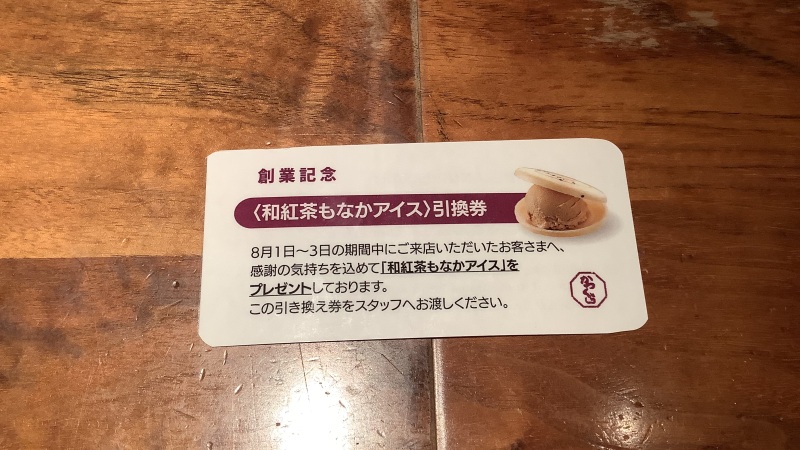 創業記念
〈和紅茶もなかアイス〉引換券
8月1日～3日の期間中にご来店いただいたお客さまへ、
感謝の気持ちを込めて「和紅茶もなかアイス」を
プレゼントしております。
この引き換え券をスタッフへお渡しください。